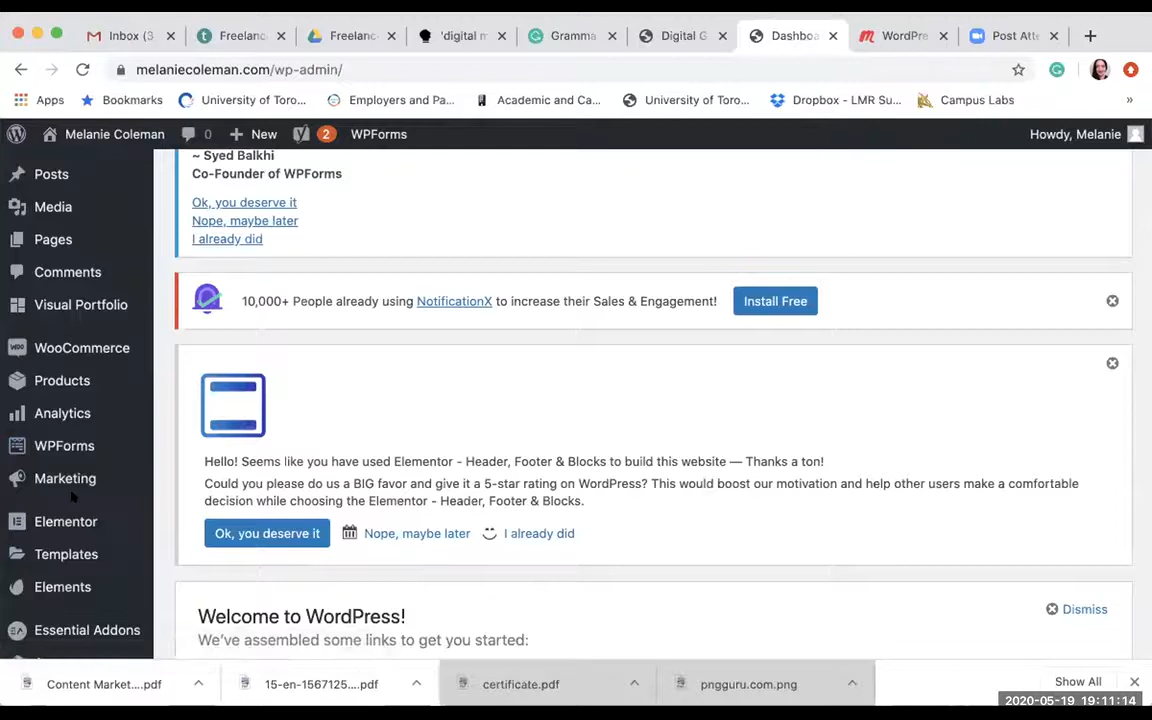 Inbox (3
Freelanc
Freelanc
'digital m
Gramma
Digital G
Dashboa
WordPre
Post Atte
melaniecoleman.com/wp-admin/
Apps
Bookmarks
University of Toro...
Employers and Pa...
Academic and Ca...
University of Toro...
Dropbox - LMR Su...
Campus Labs
»
Melanie Coleman
0
New
2
WPForms
Howdy, Melanie
Posts
Media
Pages
Comments
Visual Portfolio
WooCommerce
Products
Analytics
WPForms
Marketing
Elementor
Templates
Elements
Essential Addons
~ Syed Balkhi
Co-Founder of WPForms
Ok, you deserve it
Nope, maybe later
I already did
10,000+ People already using NotificationX to increase their Sales & Engagement!
Install Free
Hello! Seems like you have used Elementor - Header, Footer & Blocks to build this website — Thanks a ton!
Could you please do us a BIG favor and give it a 5-star rating on WordPress? This would boost our motivation and help other users make a comfortable
decision while choosing the Elementor - Header, Footer & Blocks.
Ok, you deserve it
Nope, maybe later
I already did
Welcome to WordPress!
Dismiss
We've assembled some links to get you started:
Content Market....pdf
15-en-1567125....pdf
certificate.pdf
pngguru.com.png
Show All
2020-05-19 19:11:14